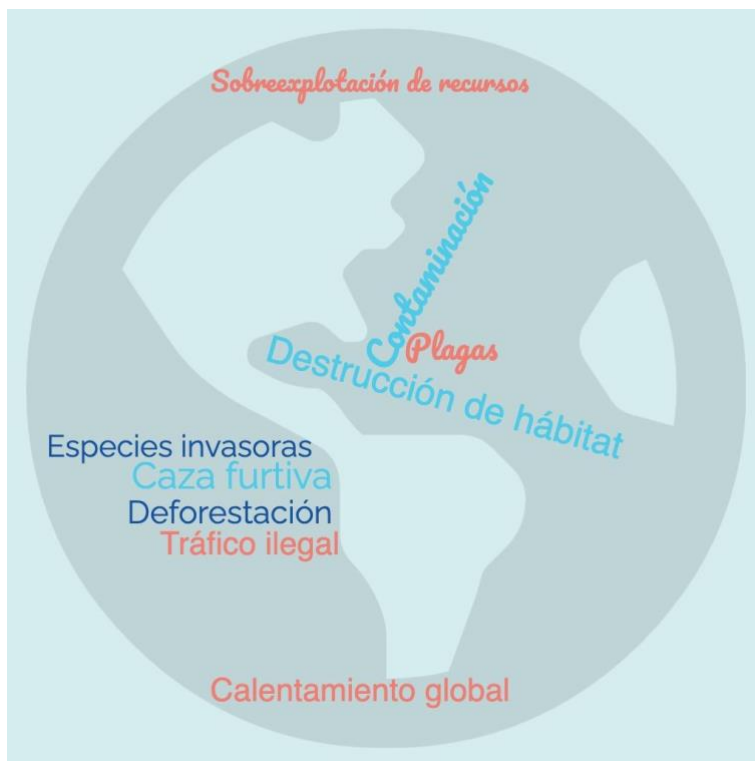 Sobreexplotación de recursos
Contaminación
Plagas
Destrucción de hábitat
Especies invasoras
Caza furtiva
Deforestación
Tráfico ilegal
Calentamiento global